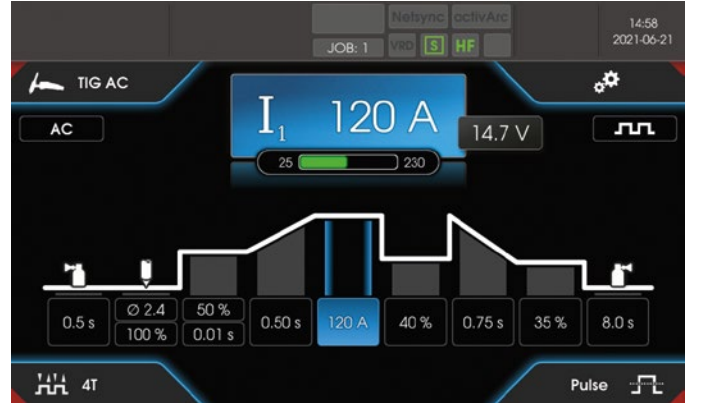 Netsync activArc
JOB: 1 VRD S HF
14:58
2021-06-21
TIG AC
AC
I1 120 A
14.7 V
25 230
0.5 s
Ø 2.4
100 %
50 %
0.01 s
0.50 s
120 A
40 %
0.75 s
35 %
8.0 s
4T
Pulse